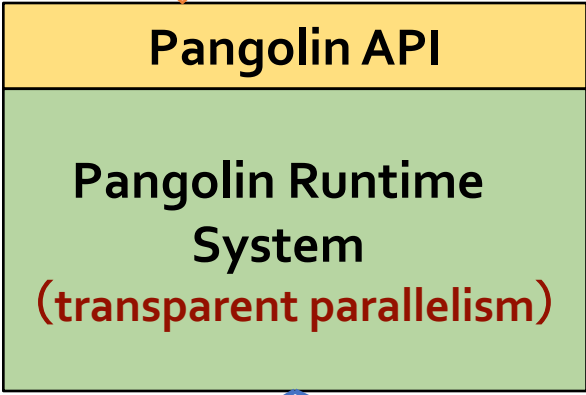 Pangolin API
Pangolin Runtime
System
（transparent parallelism）